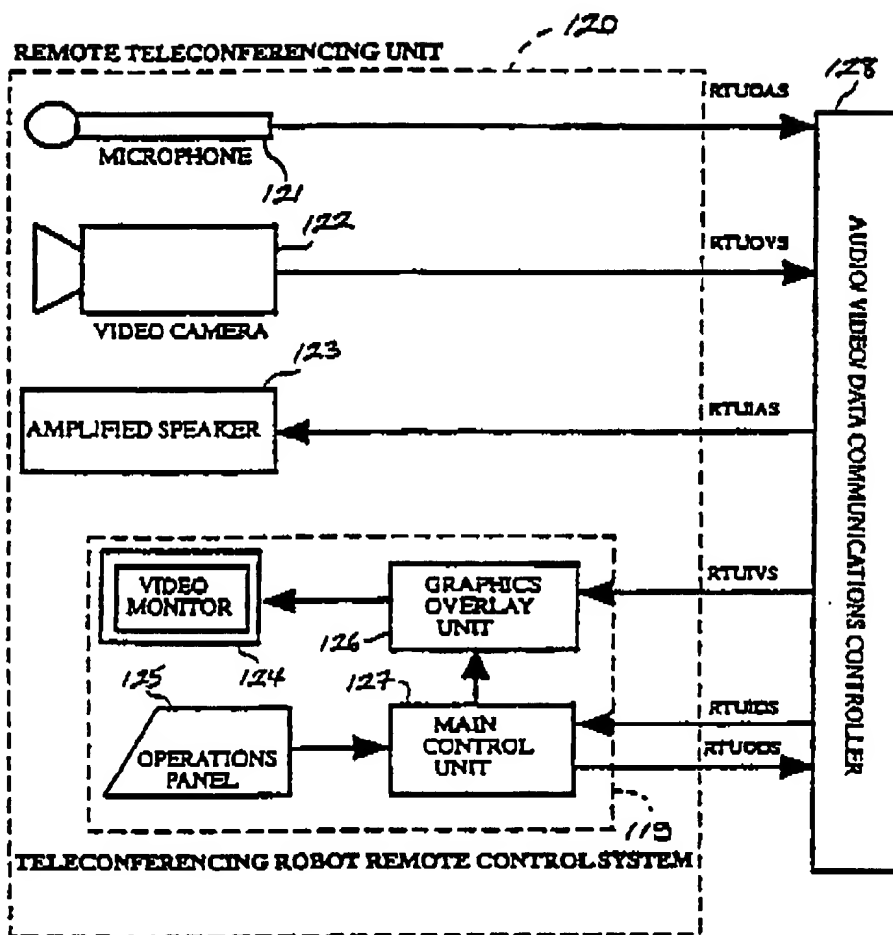 120
REMOTE TELECONFERENCING UNIT
128
RTUOAS
MICROPHONE
121
122
RTUOVS
VIDEO CAMERA
123
AMPLIFIED SPEAKER
RTUIAS
AUDIO/ VIDEO/ DATA COMMUNICATIONS CONTROLLER
VIDEO
MONITOR
GRAPHICS
OVERLAY
UNIT
RTUIVS
126
125
124
127
OPERATIONS
PANEL
MAIN
CONTROL
UNIT
RTUIDS
RTUODS
119
TELECONFERENCING ROBOT REMOTE CONTROL SYSTEM